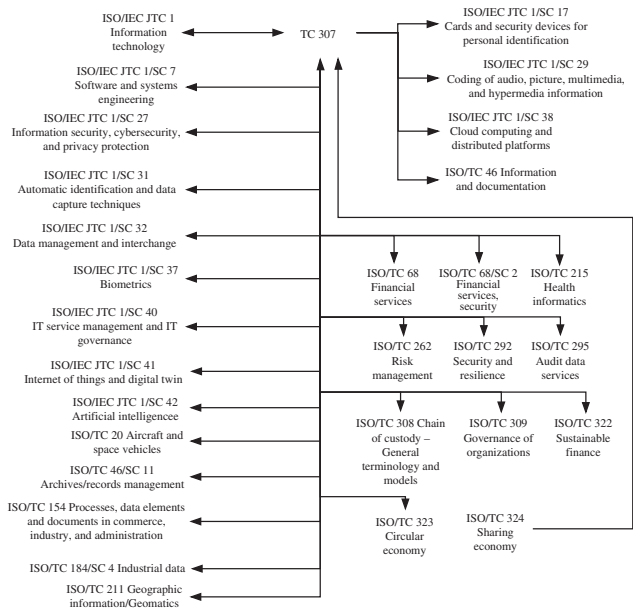 ISO/IEC JTC 1
Information
technology
TC 307
ISO/IEC JTC 1/SC 17
Cards and security devices for
personal identification
ISO/IEC JTC 1/SC 29
Coding of audio, picture, multimedia,
and hypermedia information
ISO/IEC JTC 1/SC 38
Cloud computing and
distributed platforms
ISO/TC 46 Information
and documentation
ISO/IEC JTC 1/SC 7
Software and systems
engineering
ISO/IEC JTC 1/SC 27
Information security, cybersecurity,
and privacy protection
ISO/IEC JTC 1/SC 31
Automatic identification and data
capture techniques
ISO/IEC JTC 1/SC 32
Data management and interchange
ISO/IEC JTC 1/SC 37
Biometrics
ISO/IEC JTC 1/SC 40
IT service management and IT
governance
ISO/IEC JTC 1/SC 41
Internet of things and digital twin
ISO/IEC JTC 1/SC 42
Artificial intelligencee
ISO/TC 20 Aircraft and
space vehicles
ISO/TC 46/SC 11
Archives/records management
ISO/TC 154 Processes, data elements
and documents in commerce,
industry, and administration
ISO/TC 184/SC 4 Industrial data
ISO/TC 211 Geographic
information/Geomatics
ISO/TC 68
Financial
services
ISO/TC 68/SC 2
Financial
services,
security
ISO/TC 215
Health
informatics
ISO/TC 262
Risk
management
ISO/TC 292
Security and
resilience
ISO/TC 295
Audit data
services
ISO/TC 308 Chain
of custody –
General
terminology and
models
ISO/TC 309
Governance of
organizations
ISO/TC 322
Sustainable
finance
ISO/TC 323
Circular
economy
ISO/TC 324
Sharing
economy